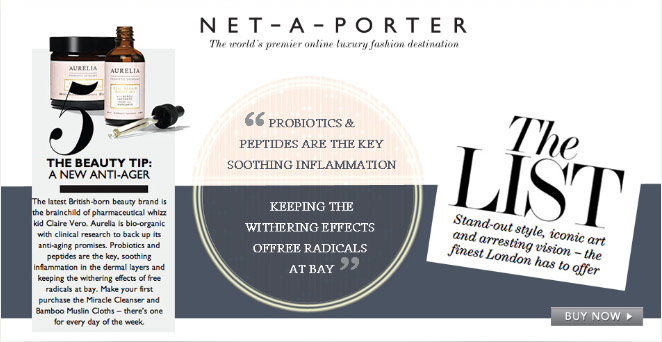 NET-A-PORTER
The world's premier online luxury fashion destination
AURELIA
AURELIA
5
THE BEAUTY TIP:
A NEW ANTI-AGER
The latest British-born beauty brand is
the brainchild of pharmaceutical whizz
kid Claire Vero. Aurelia is bio-organic
with clinical research to back up its
anti-aging promises. Probiotics and
peptides are the key, soothing
inflammation in the dermal layers and
keeping the withering effects of free
radicals at bay. Make your first
purchase the Miracle Cleanser and
Bamboo Muslin Cloths – there's one
for every day of the week.
“ PROBIOTICS &
PEPTIDES ARE THE KEY
SOOTHING INFLAMMATION
KEEPING THE
WITHERING EFFECTS
OFFREE RADICALS
AT BAY ”
The
LIST
Stand-out style, iconic art
and arresting vision – the
finest London has to offer
BUY NOW